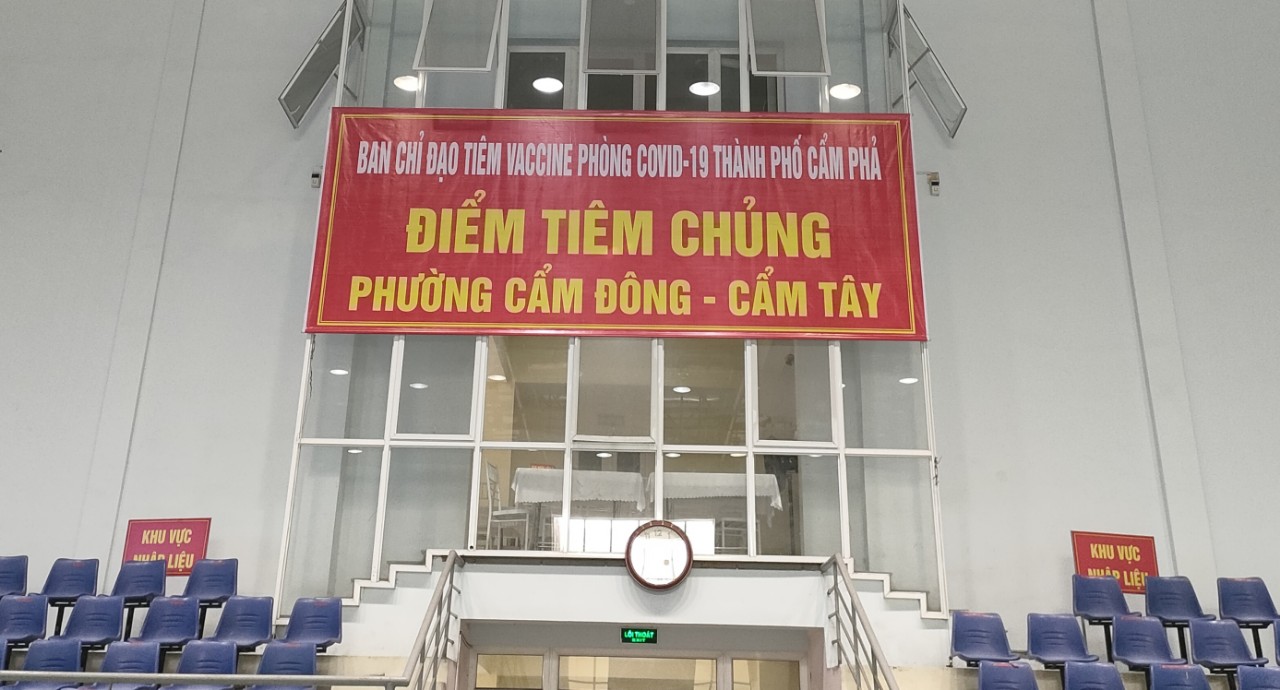 BAN CHỈ ĐẠO TIÊM VACCINE PHÒNG COVID-19 THÀNH PHỐ CẨM PHẢ
ĐIỂM TIÊM CHỦNG
PHƯỜNG CẨM ĐÔNG - CẨM TÂY
KHU VỰC
NHẬP LIỆU
KHU VỰC
NHẬP LIỆU
LỐI THOÁT